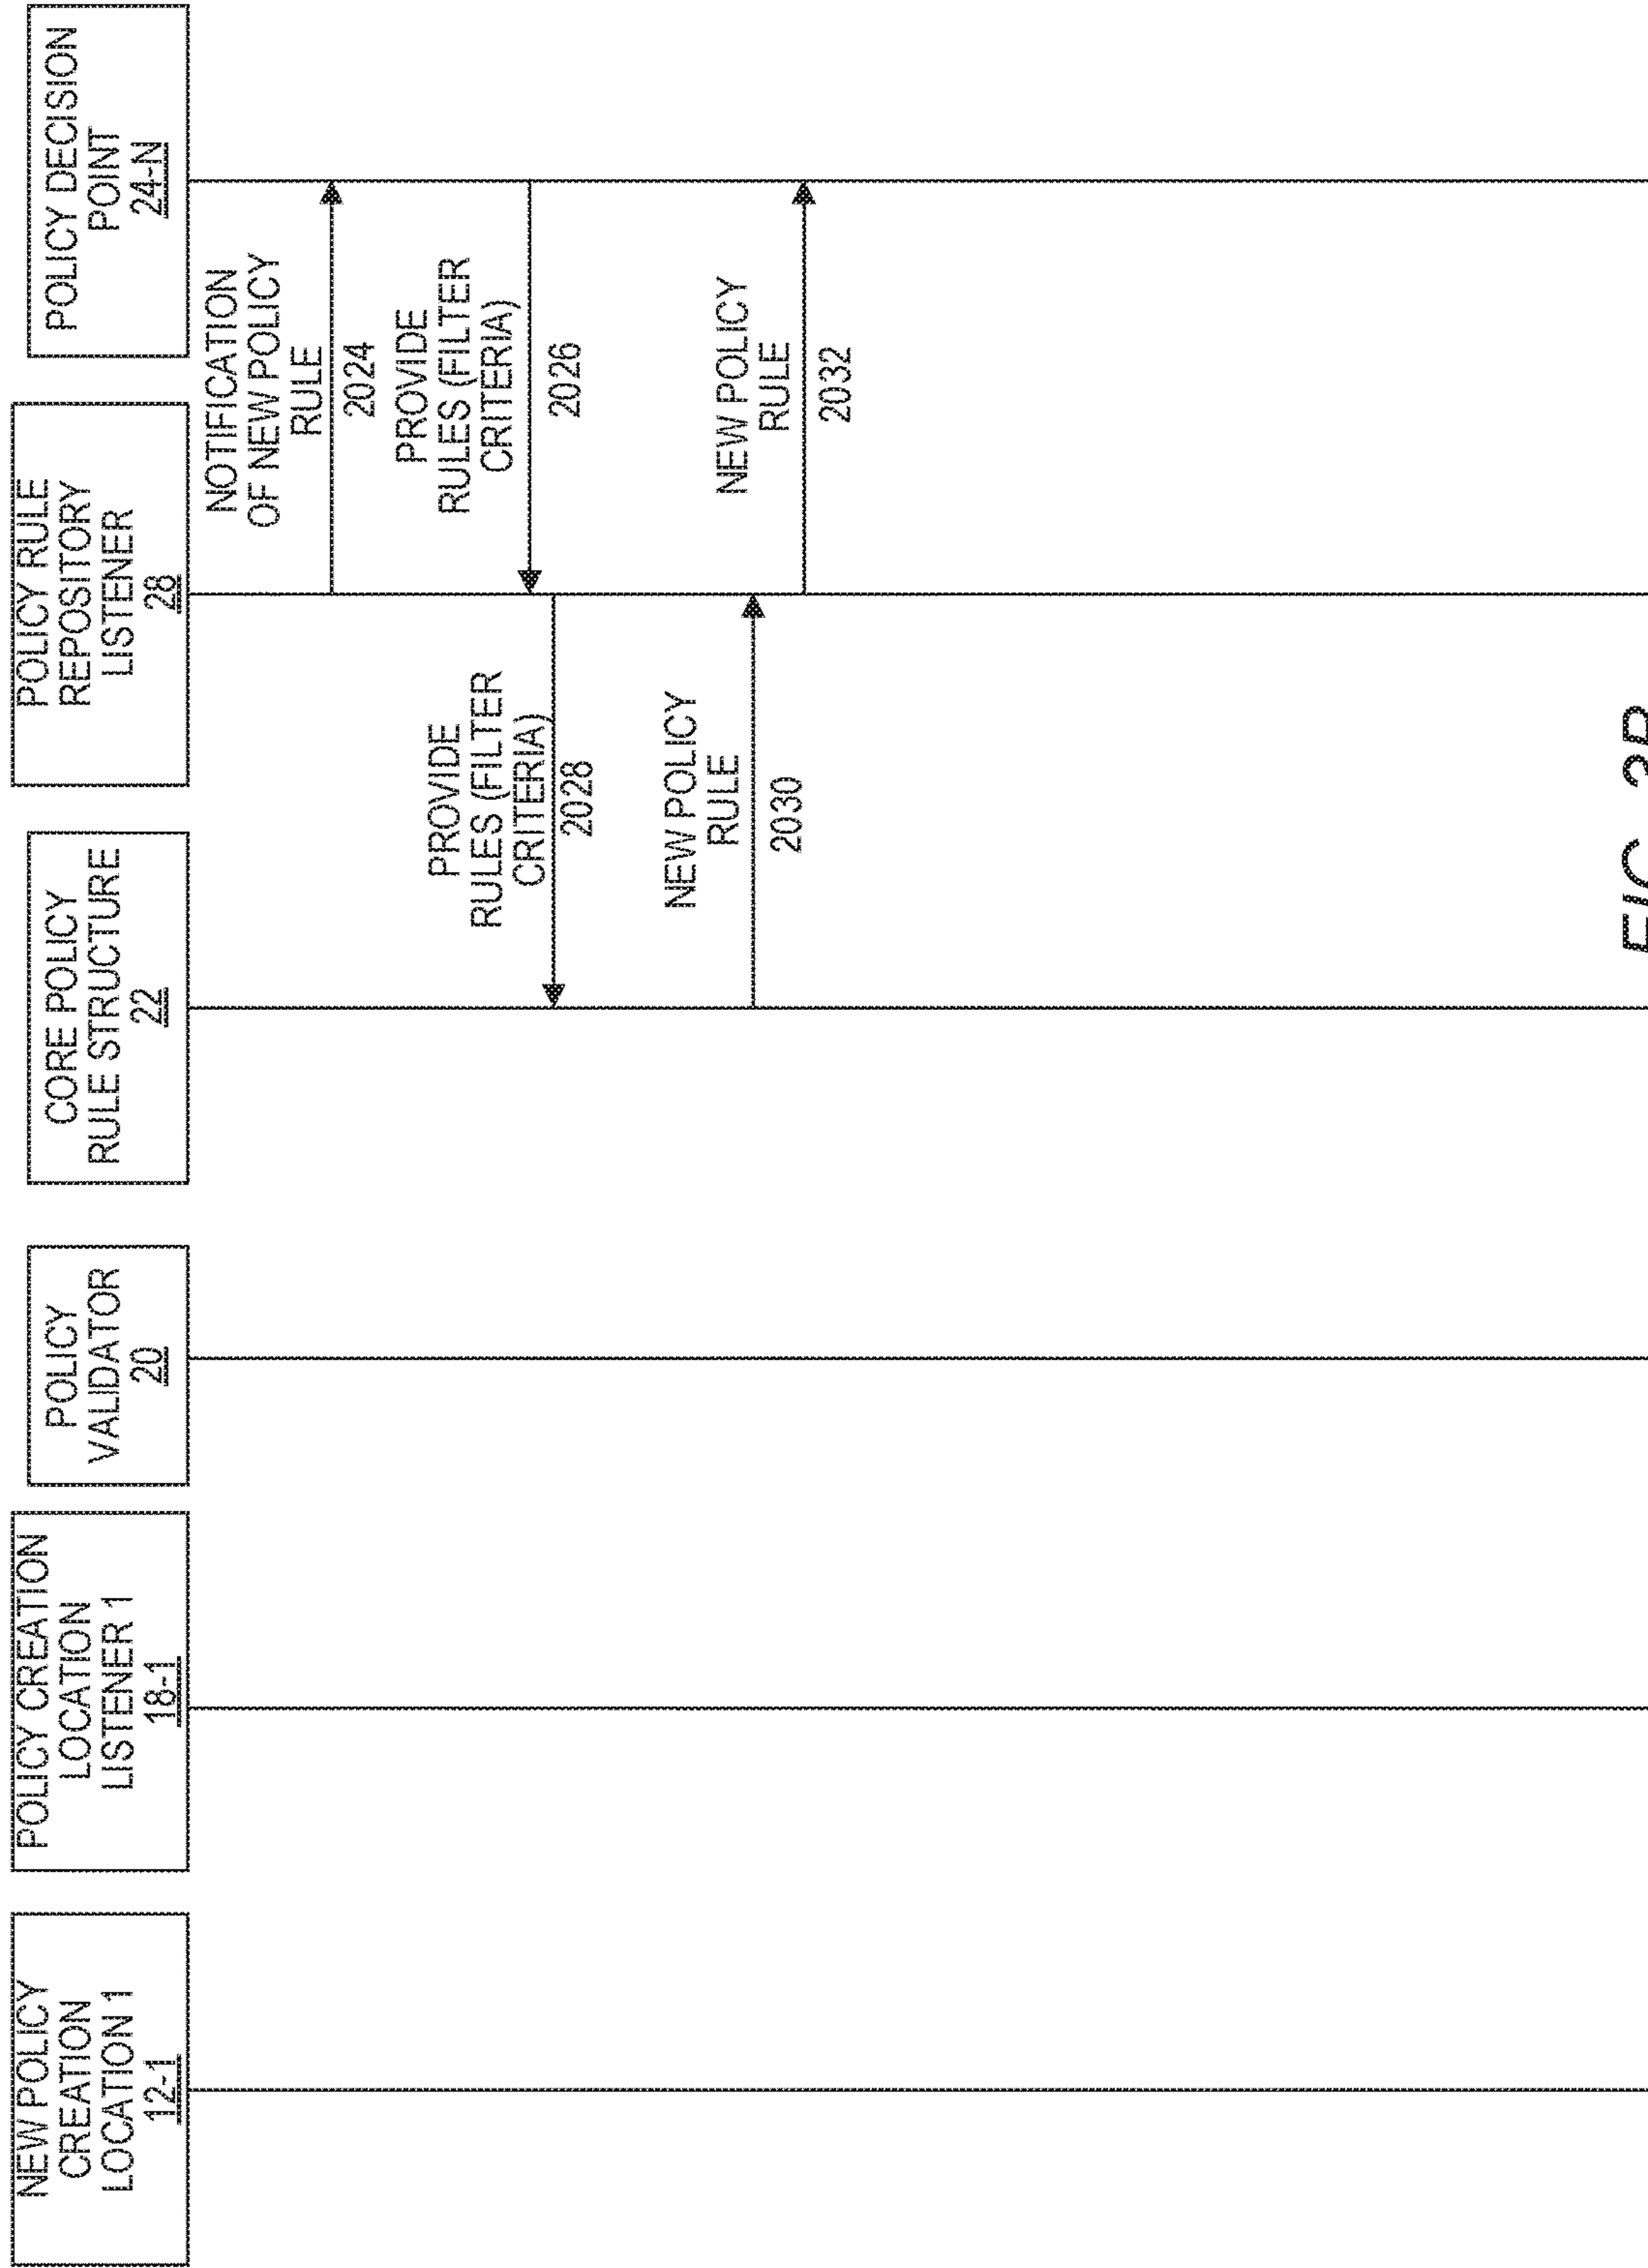 NEW POLICY
CREATION
LOCATION 1
12-1
POLICY CREATION
LOCATION
LISTENER 1
18-1
POLICY
VALIDATOR
20
CORE POLICY
RULE STRUCTURE
22
POLICY RULE
REPOSITORY
LISTENER
28
POLICY DECISION
POINT
24-N
NOTIFICATION
OF NEW POLICY
RULE
2024
PROVIDE
RULES (FILTER
CRITERIA)
2026
PROVIDE
RULES (FILTER
CRITERIA)
2028
NEW POLICY
RULE
2030
NEW POLICY
RULE
2032